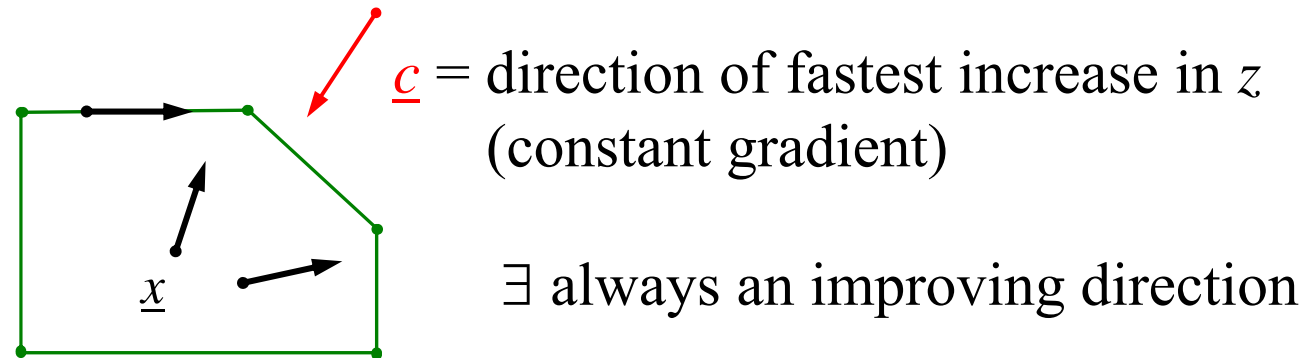 c = direction of fastest increase in z
(constant gradient)
∃ always an improving direction
x